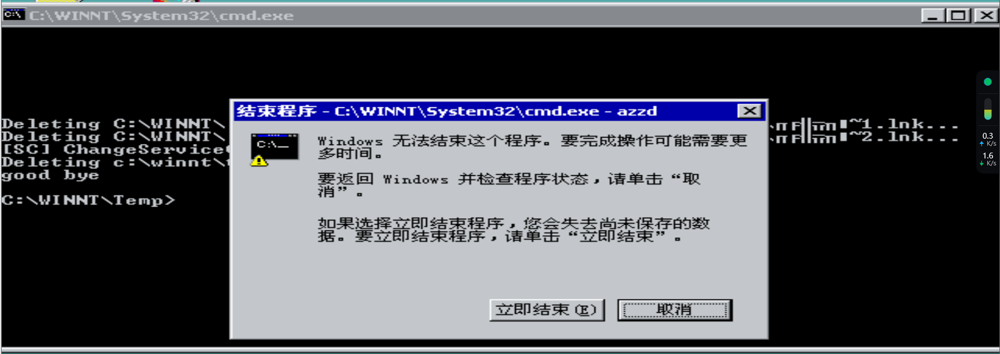 C:\WINNT\System32\cmd.exe
Deleting C:\WINNT\
Deleting C:\WINNT\
[SC] ChangeService
Deleting c:\winnt\
good bye
C:\WINNT\Temp>
~1.lnk...
~2.lnk...
结束程序 - C:\WINNT\System32\cmd.exe - azzd
C:\_
Windows 无法结束这个程序。要完成操作可能需要更
多时间。
要返回 Windows 并检查程序状态，请单击“取
消”。
如果选择立即结束程序，您会失去尚未保存的数
据。要立即结束程序，请单击“立即结束”。
立即结束(E)
取消
0.3
K/s
1.6
K/s